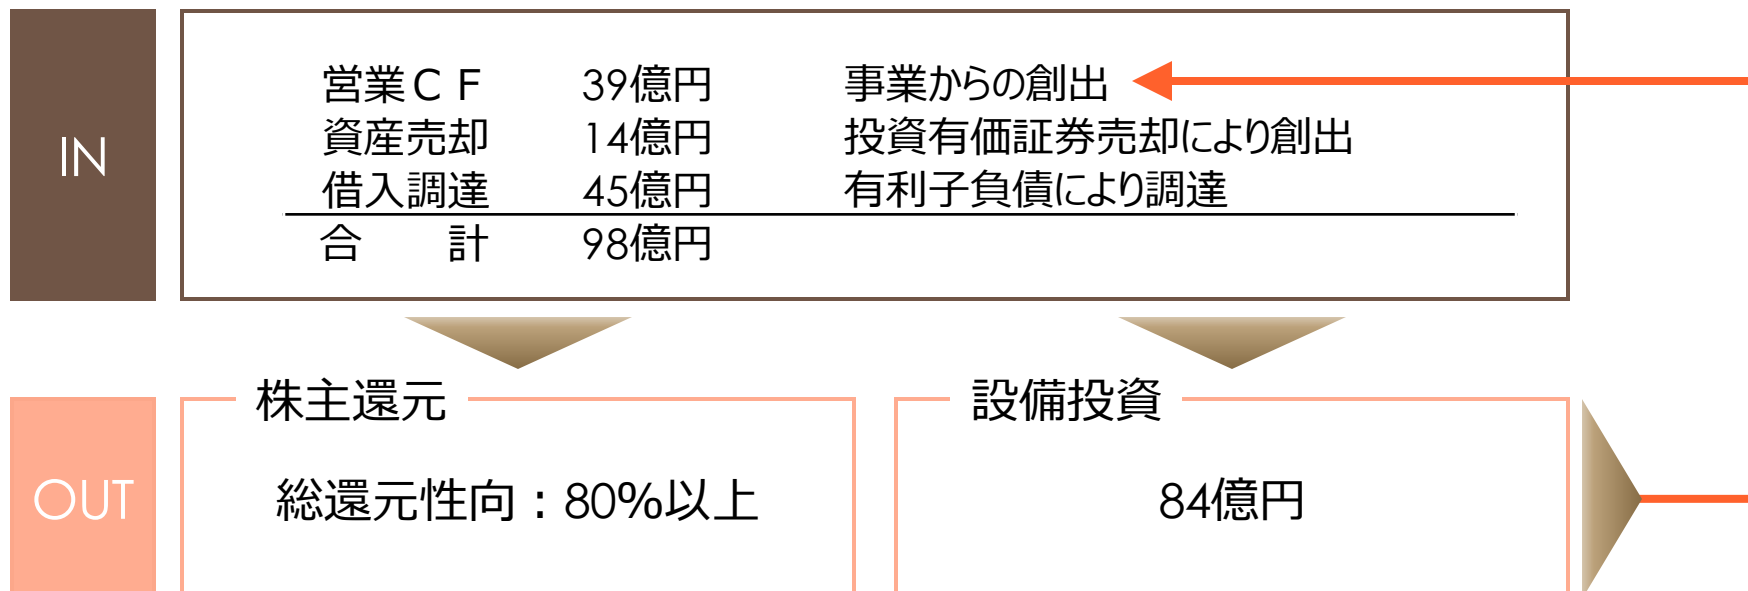 IN
営業ＣＦ 39億円 事業からの創出
資産売却 14億円 投資有価証券売却により創出
借入調達 45億円 有利子負債により調達
合　　計 98億円
OUT
株主還元
総還元性向：80%以上
設備投資
84億円